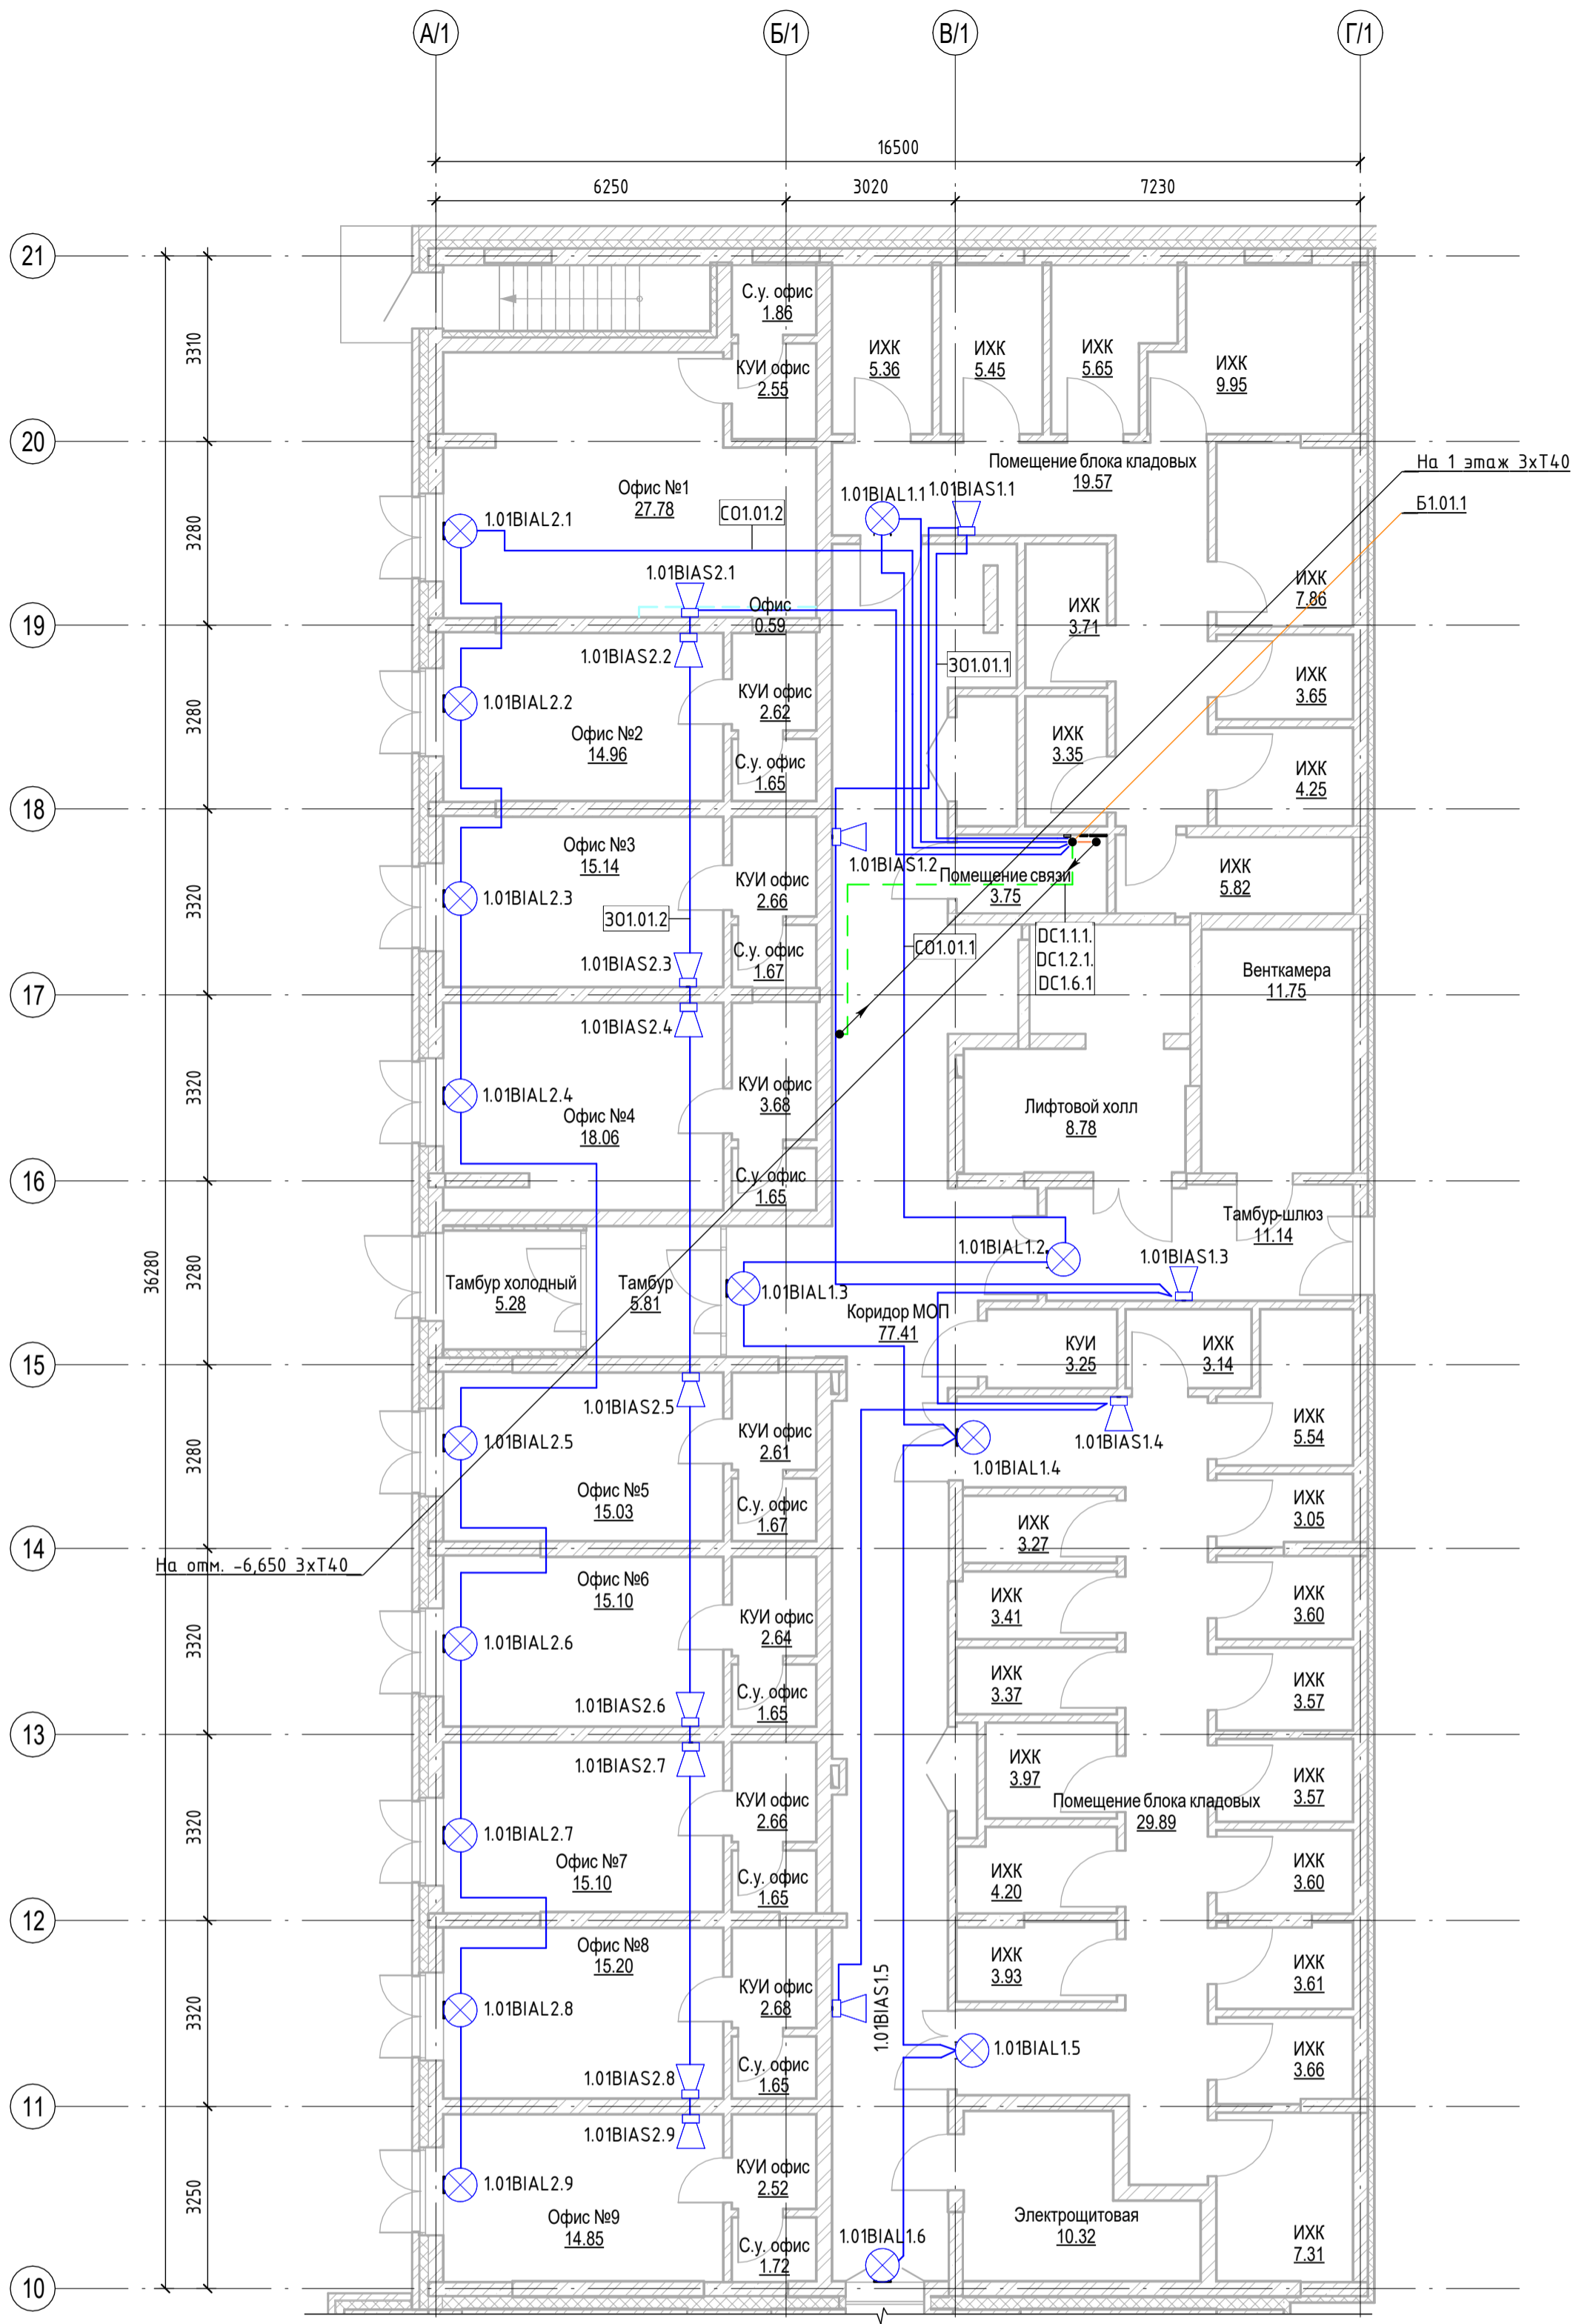 А/1
Б/1
В/1
Г/1
16500
6250
3020
7230
21
С.у. офис
1.86
3310
ИХК
5.36
ИХК
5.45
ИХК
5.65
ИХК
9.95
КУИ офис
2.55
20
Помещение блока кладовых
19.57
На 1 этаж 3хТ40
Офис №1
27.78
1.01BIAL1.1
1.01BIAS1.1
Б1.01.1
1.01BIAL2.1
СО1.01.2
3280
1.01BIAS2.1
ИХК
7.86
Офис
0.59
ИХК
3.71
19
1.01BIAS2.2
ЗО1.01.1
ИХК
3.65
КУИ офис
2.62
1.01BIAL2.2
3280
Офис №2
14.96
ИХК
3.35
С.у. офис
1.65
ИХК
4.25
18
Офис №3
15.14
1.01BIAS1.2
КУИ офис
2.66
Помещение связи
3.75
ИХК
5.82
1.01BIAL2.3
3320
ЗО1.01.2
СО1.01.1
DC1.1.1.
DC1.2.1.
DC1.6.1
С.у. офис
1.67
1.01BIAS2.3
Венткамера
11.75
17
1.01BIAS2.4
КУИ офис
3.68
1.01BIAL2.4
3320
Офис №4
18.06
Лифтовой холл
8.78
16
С.у. офис
1.65
Тамбур-шлюз
11.14
1.01BIAL1.2
1.01BIAS1.3
36280
3280
Тамбур холодный
5.28
Тамбур
5.81
1.01BIAL1.3
Коридор МОП
77.41
КУИ
3.25
ИХК
3.14
15
1.01BIAS2.5
КУИ офис
2.61
1.01BIAS1.4
ИХК
5.54
1.01BIAL2.5
1.01BIAL1.4
3280
Офис №5
15.03
С.у. офис
1.67
ИХК
3.27
ИХК
3.05
14
На отм. -6,650 3хТ40
Офис №6
15.10
ИХК
3.41
ИХК
3.60
КУИ офис
2.64
1.01BIAL2.6
3320
ИХК
3.37
ИХК
3.57
1.01BIAS2.6
С.у. офис
1.65
13
1.01BIAS2.7
ИХК
3.97
ИХК
3.57
КУИ офис
2.66
Помещение блока кладовых
29.89
1.01BIAL2.7
3320
Офис №7
15.10
С.у. офис
1.65
ИХК
4.20
ИХК
3.60
12
Офис №8
15.20
ИХК
3.93
ИХК
3.61
КУИ офис
2.68
1.01BIAS1.5
1.01BIAL2.8
3320
1.01BIAL1.5
1.01BIAS2.8
С.у. офис
1.65
ИХК
3.66
11
1.01BIAS2.9
КУИ офис
2.52
1.01BIAL2.9
3250
Офис №9
14.85
1.01BIAL1.6
Электрощитовая
10.32
ИХК
7.31
С.у. офис
1.72
10